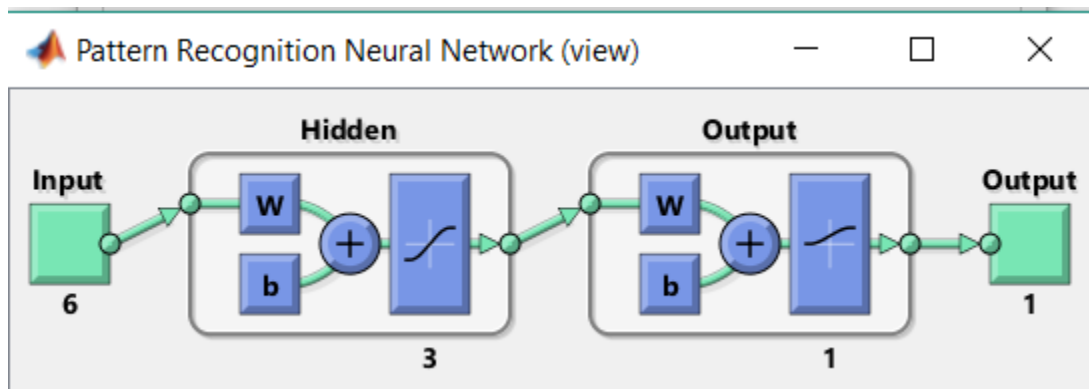 Pattern Recognition Neural Network (view)
Hidden
Output
Input
Output
W
W
b
b
6
1
3
1